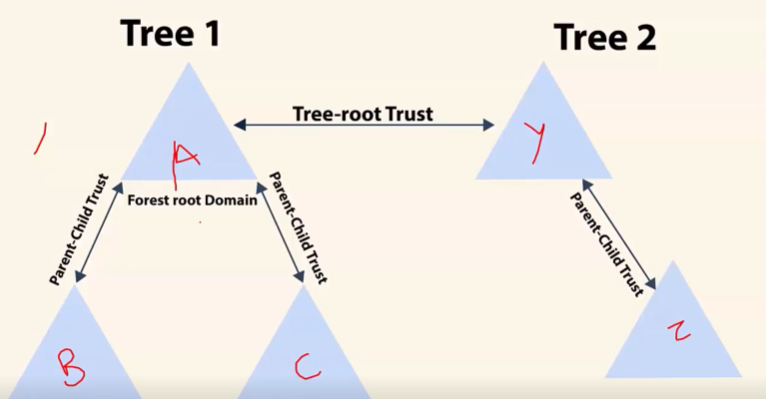 Tree 1
Tree 2
Tree-root Trust
A
y
Forest root Domain
Parent-Child Trust
Parent-Child Trust
Parent-Child Trust
B
C
z